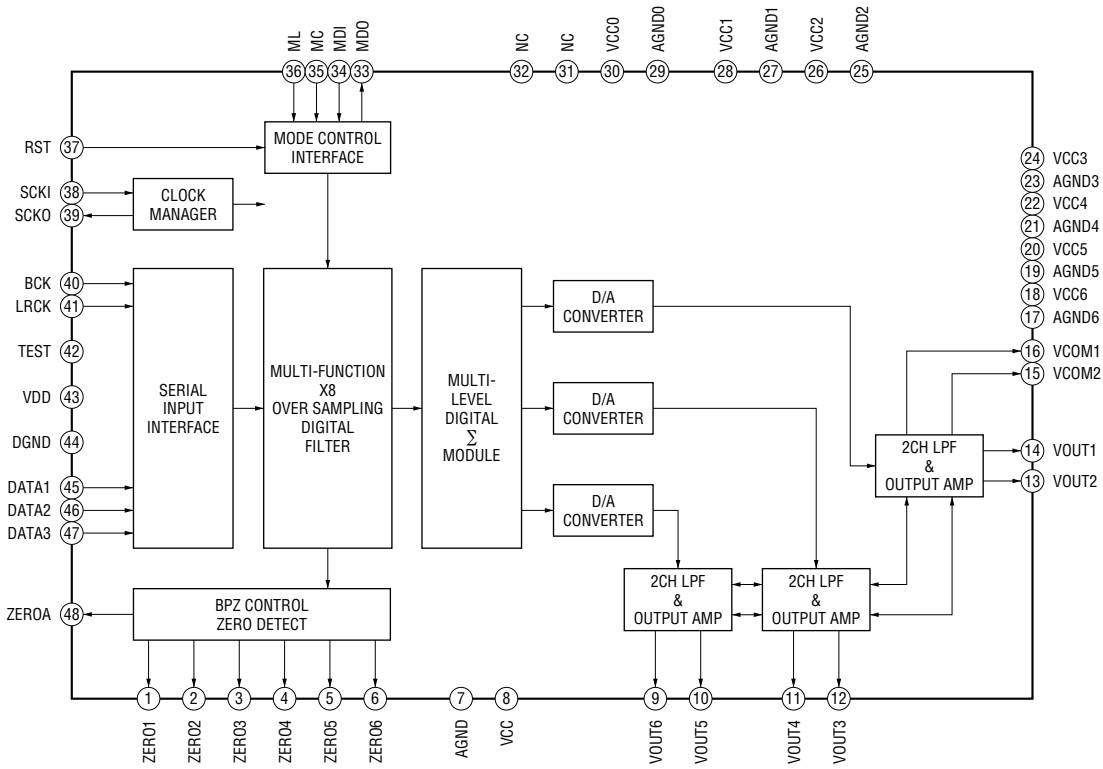 ML
MC
MDI
MDO
NC
NC
VCC0
AGND0
VCC1
AGND1
VCC2
AGND2
36
35
34
33
32
31
30
29
28
27
26
25
RST
37
SCKI
38
SCKO
39
BCK
40
LRCK
41
TEST
42
VDD
43
DGND
44
DATA1
45
DATA2
46
DATA3
47
ZEROA
48
MODE CONTROL
INTERFACE
CLOCK
MANAGER
SERIAL
INPUT
INTERFACE
MULTI-FUNCTION
X8
OVER SAMPLING
DIGITAL
FILTER
MULTI-
LEVEL
DIGITAL
∑
MODULE
D/A
CONVERTER
D/A
CONVERTER
D/A
CONVERTER
2CH LPF
&
OUTPUT AMP
2CH LPF
&
OUTPUT AMP
2CH LPF
&
OUTPUT AMP
BPZ CONTROL
ZERO DETECT
24
VCC3
23
AGND3
22
VCC4
21
AGND4
20
VCC5
19
AGND5
18
VCC6
17
AGND6
16
VCOM1
15
VCOM2
14
VOUT1
13
VOUT2
1
2
3
4
5
6
7
8
9
10
11
12
ZERO1
ZERO2
ZERO3
ZERO4
ZERO5
ZERO6
AGND
VCC
VOUT6
VOUT5
VOUT4
VOUT3